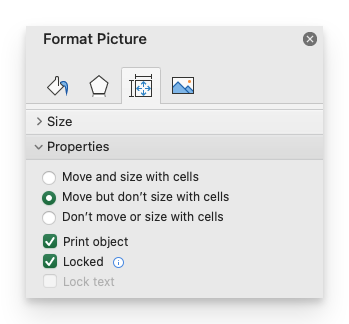 Format Picture
Size
Properties
Move and size with cells
Move but don't size with cells
Don't move or size with cells
Print object
Locked
Lock text